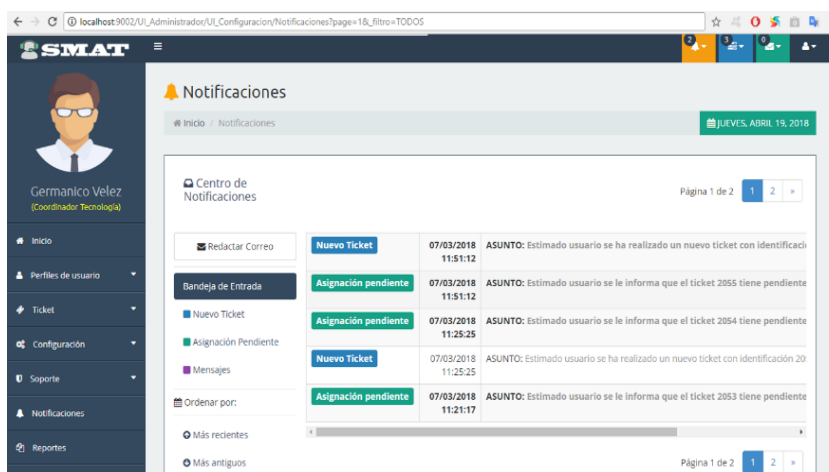 localhost:9002/UI_Administrador/UI_Configuracion/Notificaciones?page=1&_filtro=TODOS
SMAT
2
3
0
Notificaciones
Inicio / Notificaciones
JUEVES, ABRIL 19, 2018
Germanico Velez
(Coordinador Tecnología)
Inicio
Perfiles de usuario
Ticket
Configuración
Soporte
Notificaciones
Reportes
Centro de
Notificaciones
Página 1 de 2 1 2 »
Redactar Correo
Bandeja de Entrada
Nuevo Ticket
Asignación Pendiente
Mensajes
Ordenar por:
Más recientes
Más antiguos
Nuevo Ticket 07/03/2018 ASUNTO: Estimado usuario se ha realizado un nuevo ticket con identificació
11:51:12
Asignación pendiente 07/03/2018 ASUNTO: Estimado usuario se le informa que el ticket 2055 tiene pendiente
11:51:12
Asignación pendiente 07/03/2018 ASUNTO: Estimado usuario se le informa que el ticket 2054 tiene pendiente
11:25:25
Nuevo Ticket 07/03/2018 ASUNTO: Estimado usuario se ha realizado un nuevo ticket con identificación 20
11:25:25
Asignación pendiente 07/03/2018 ASUNTO: Estimado usuario se le informa que el ticket 2053 tiene pendiente
11:21:17
Página 1 de 2 1 2 »